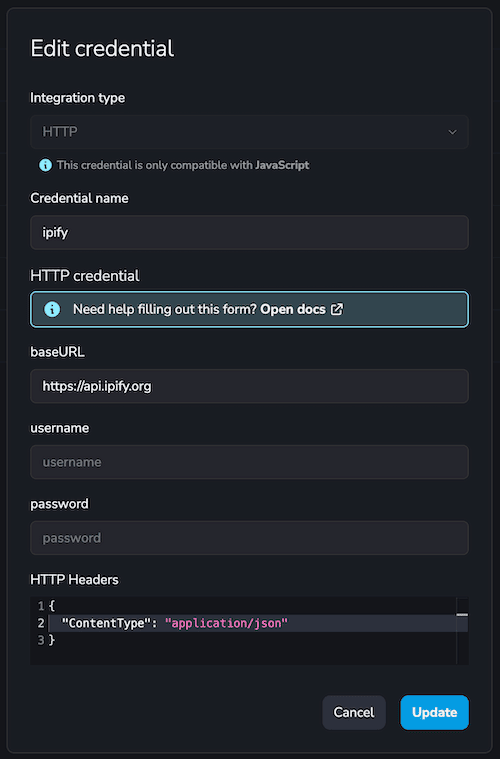 Edit credential
Integration type
HTTP
This credential is only compatible with JavaScript
Credential name
ipify
HTTP credential
Need help filling out this form? Open docs
baseURL
https://api.ipify.org
username
username
password
password
HTTP Headers
1 {
2 "ContentType": "application/json"
3 }
Cancel
Update